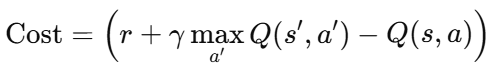 Cost = (r + γ max_{a′} Q(s′, a′) − Q(s, a))